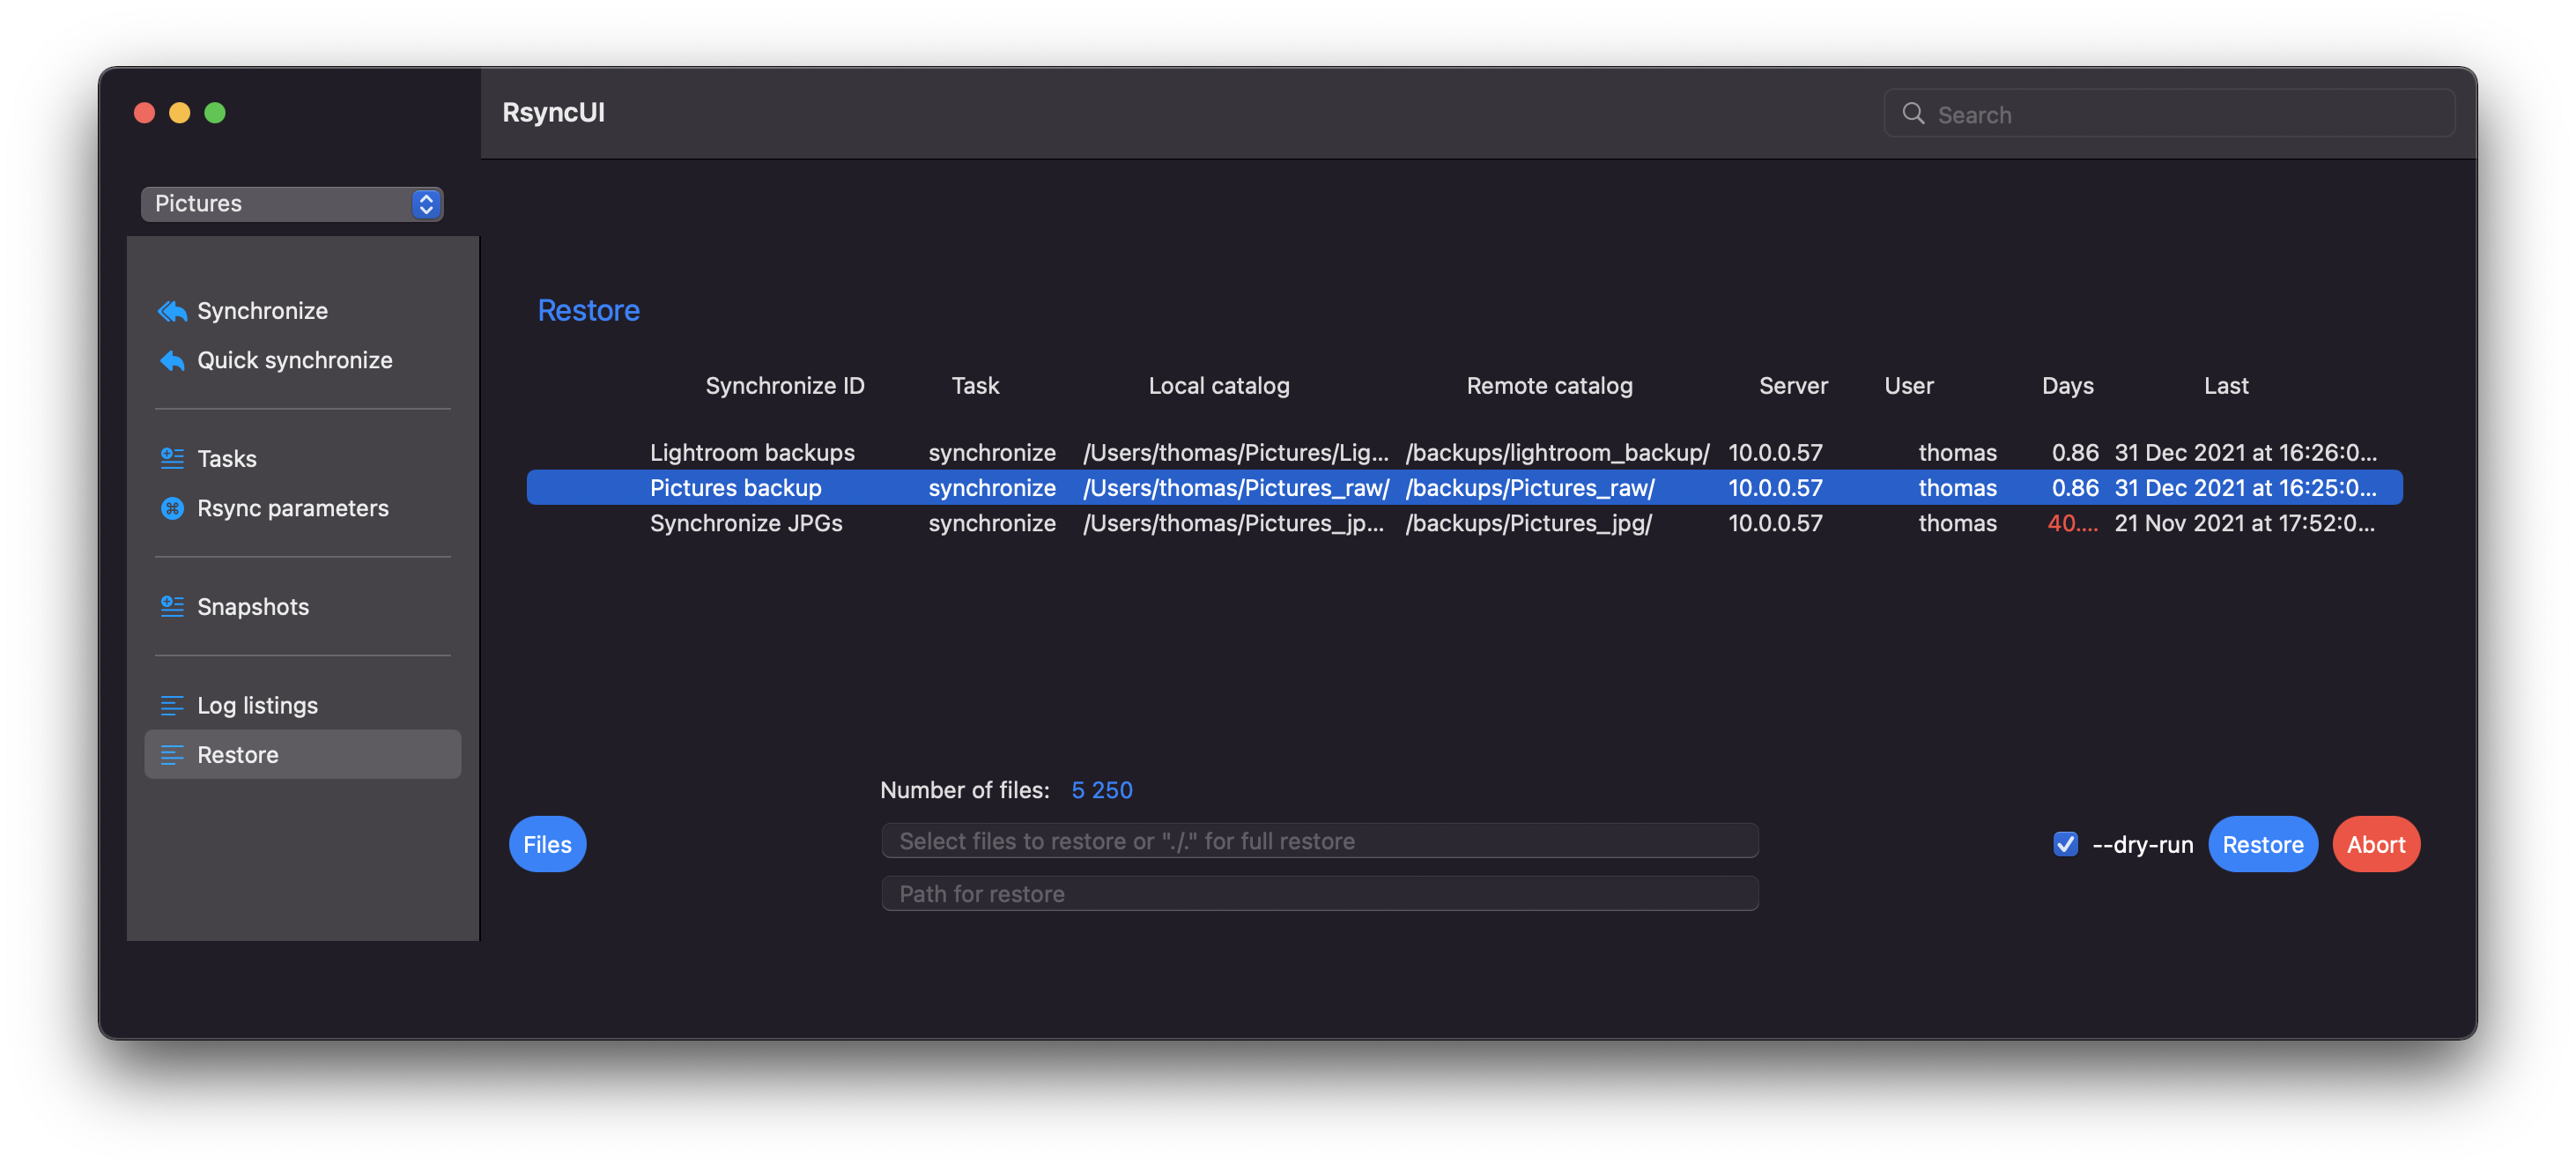 RsyncUI
Search
Pictures
Synchronize
Quick synchronize
Tasks
Rsync parameters
Snapshots
Log listings
Restore
Restore
Synchronize ID Task Local catalog Remote catalog Server User Days Last
Lightroom backups synchronize /Users/thomas/Pictures/Lig... /backups/lightroom_backup/ 10.0.0.57 thomas 0.86 31 Dec 2021 at 16:26:0...
Pictures backup synchronize /Users/thomas/Pictures_raw/ /backups/Pictures_raw/ 10.0.0.57 thomas 0.86 31 Dec 2021 at 16:25:0...
Synchronize JPGs synchronize /Users/thomas/Pictures_jp... /backups/Pictures_jpg/ 10.0.0.57 thomas 40.... 21 Nov 2021 at 17:52:0...
Number of files: 5 250
Files
Select files to restore or "./." for full restore
Path for restore
--dry-run Restore Abort